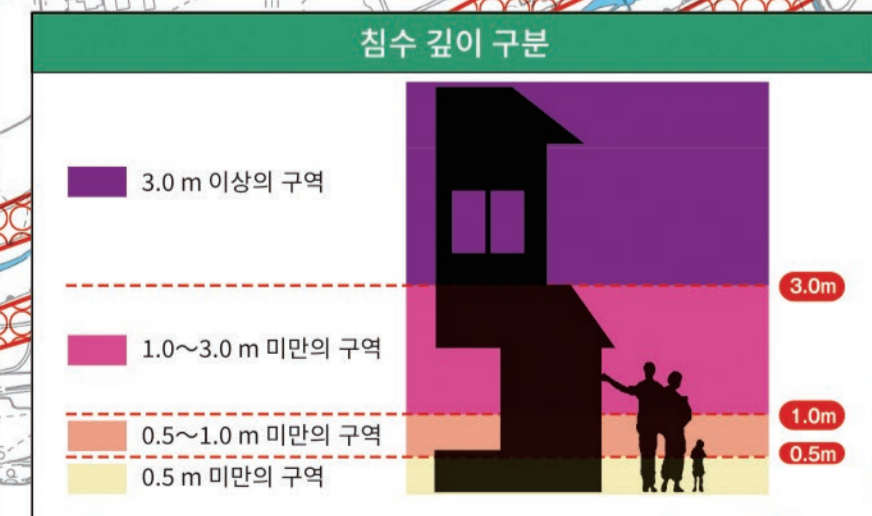 침수 깊이 구분
3.0 m 이상의 구역
3.0m
1.0～3.0 m 미만의 구역
1.0m
0.5～1.0 m 미만의 구역
0.5m
0.5 m 미만의 구역